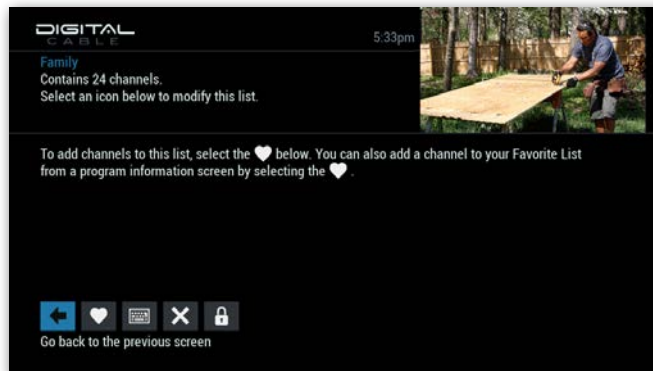 DIGITAL
CABLE
5:33pm
Family
Contains 24 channels.
Select an icon below to modify this list.
To add channels to this list, select the ♥ below. You can also add a channel to your Favorite List
from a program information screen by selecting the ♥ .
Go back to the previous screen